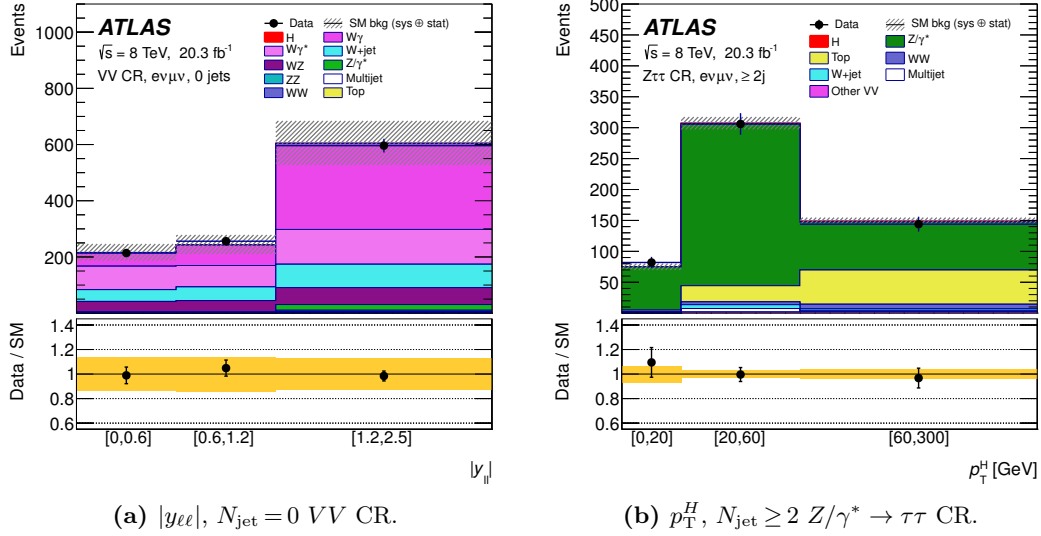 Events
ATLAS
√s = 8 TeV, 20.3 fb⁻¹
VV CR, eνμν, 0 jets
Data
SM bkg (sys ⊕ stat)
H
Wγ
Wγ*
W+jet
WZ
Z/γ*
ZZ
Multijet
WW
Top
1000
800
600
400
200
Data / SM
1.4
1.2
1
0.8
0.6
[0,0.6]
[0.6,1.2]
[1.2,2.5]
|y_ll|
(a) |y_ℓℓ|, N_jet = 0 VV CR.
Events
ATLAS
√s = 8 TeV, 20.3 fb⁻¹
Zττ CR, eνμν, ≥ 2j
Data
SM bkg (sys ⊕ stat)
H
Z/γ*
Top
WW
W+jet
Multijet
Other VV
500
450
400
350
300
250
200
150
100
50
Data / SM
1.4
1.2
1
0.8
0.6
[0,20]
[20,60]
[60,300]
p_T^H [GeV]
(b) p_T^H, N_jet ≥ 2 Z/γ* → ττ CR.